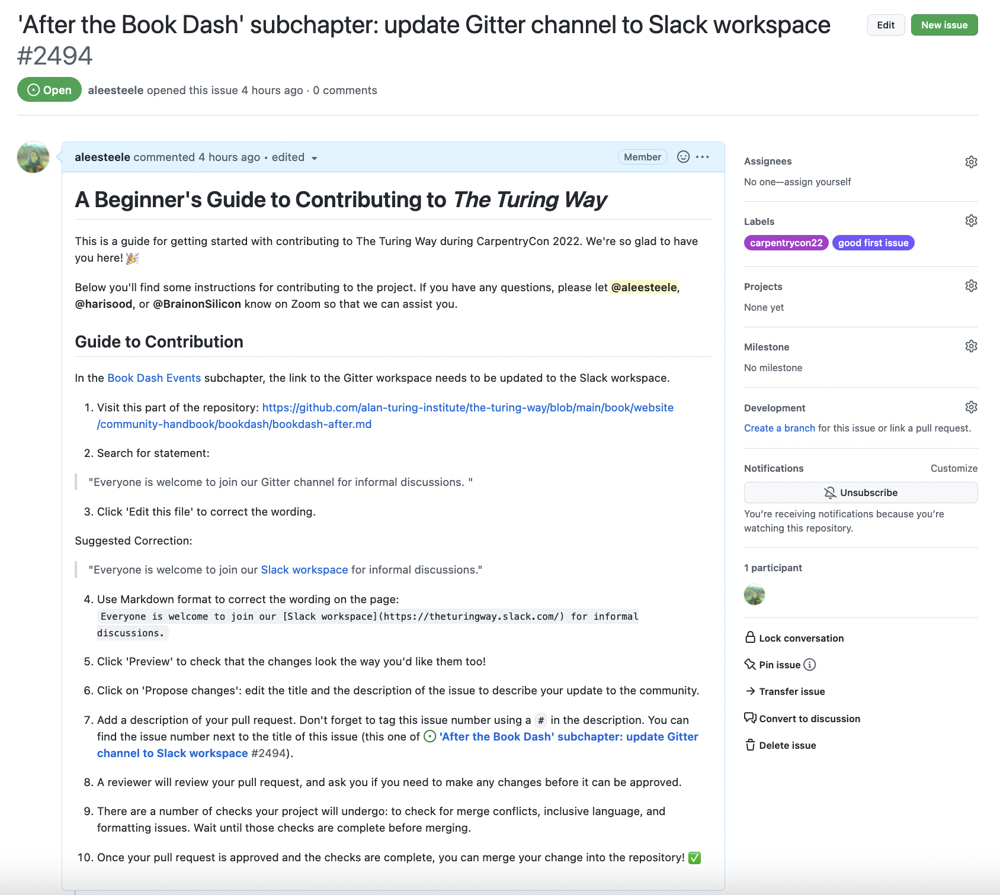 'After the Book Dash' subchapter: update Gitter channel to Slack workspace
#2494
Edit
New issue
Open
aleesteele opened this issue 4 hours ago · 0 comments
aleesteele commented 4 hours ago • edited
Member
A Beginner's Guide to Contributing to The Turing Way
This is a guide for getting started with contributing to The Turing Way during CarpentryCon 2022. We're so glad to have
you here! 🎉
Below you'll find some instructions for contributing to the project. If you have any questions, please let @aleesteele,
@harisood, or @BrainonSilicon know on Zoom so that we can assist you.
Guide to Contribution
In the Book Dash Events subchapter, the link to the Gitter workspace needs to be updated to the Slack workspace.
1. Visit this part of the repository: https://github.com/alan-turing-institute/the-turing-way/blob/main/book/website
/community-handbook/bookdash/bookdash-after.md
2. Search for statement:
"Everyone is welcome to join our Gitter channel for informal discussions. "
3. Click 'Edit this file' to correct the wording.
Suggested Correction:
"Everyone is welcome to join our Slack workspace for informal discussions."
4. Use Markdown format to correct the wording on the page:
Everyone is welcome to join our [Slack workspace](https://theturingway.slack.com/) for informal
discussions.
5. Click 'Preview' to check that the changes look the way you'd like them too!
6. Click on 'Propose changes': edit the title and the description of the issue to describe your update to the community.
7. Add a description of your pull request. Don't forget to tag this issue number using a # in the description. You can
find the issue number next to the title of this issue (this one of 'After the Book Dash' subchapter: update Gitter
channel to Slack workspace #2494).
8. A reviewer will review your pull request, and ask you if you need to make any changes before it can be approved.
9. There are a number of checks your project will undergo: to check for merge conflicts, inclusive language, and
formatting issues. Wait until those checks are complete before merging.
10. Once your pull request is approved and the checks are complete, you can merge your change into the repository! ✅
Assignees
No one—assign yourself
Labels
carpentrycon22 good first issue
Projects
None yet
Milestone
No milestone
Development
Create a branch for this issue or link a pull request.
Notifications
Customize
Unsubscribe
You're receiving notifications because you're
watching this repository.
1 participant
Lock conversation
Pin issue
Transfer issue
Convert to discussion
Delete issue